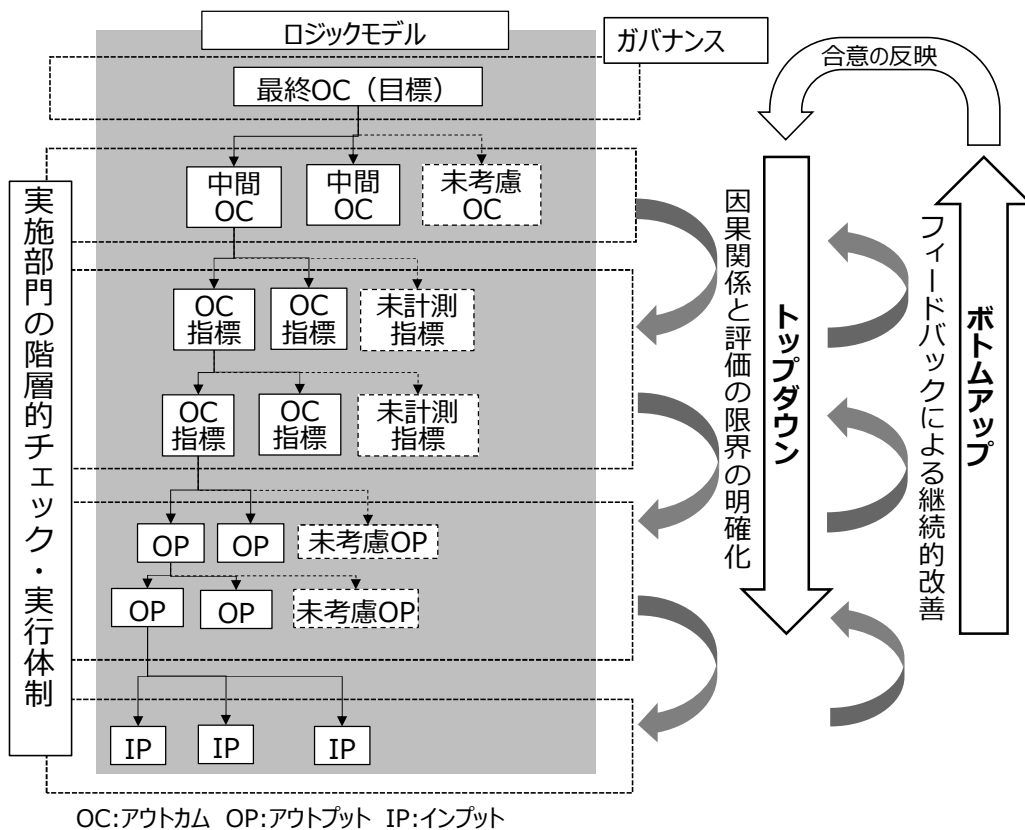 ロジックモデル
ガバナンス
合意の反映
最終OC（目標）
中間
OC
中間
OC
未考慮
OC
実施部門の階層的チェック・実行体制
OC
指標
OC
指標
未計測
指標
OC
指標
OC
指標
未計測
指標
OP
OP
未考慮OP
OP
OP
未考慮OP
IP
IP
IP
因果関係と評価の限界の明確化
トップダウン
フィードバックによる継続的改善
ボトムアップ
OC:アウトカム OP:アウトプット IP:インプット